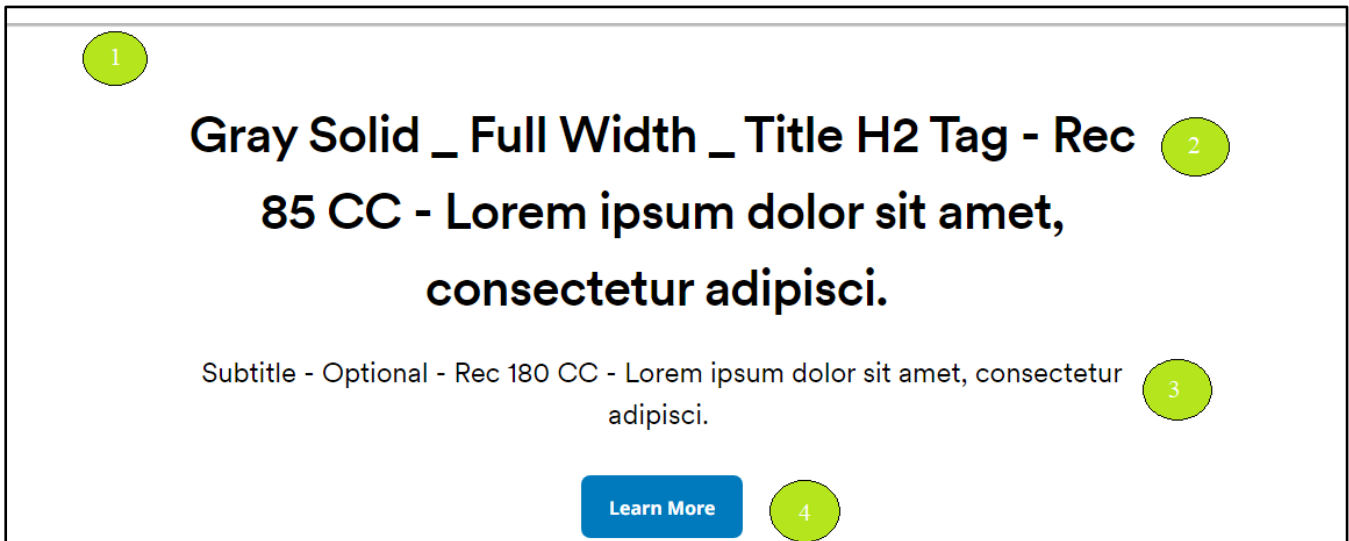 1
Gray Solid _ Full Width _ Title H2 Tag - Rec
2
85 CC - Lorem ipsum dolor sit amet,
consectetur adipisci.
Subtitle - Optional - Rec 180 CC - Lorem ipsum dolor sit amet, consectetur
3
adipisci.
Learn More
4